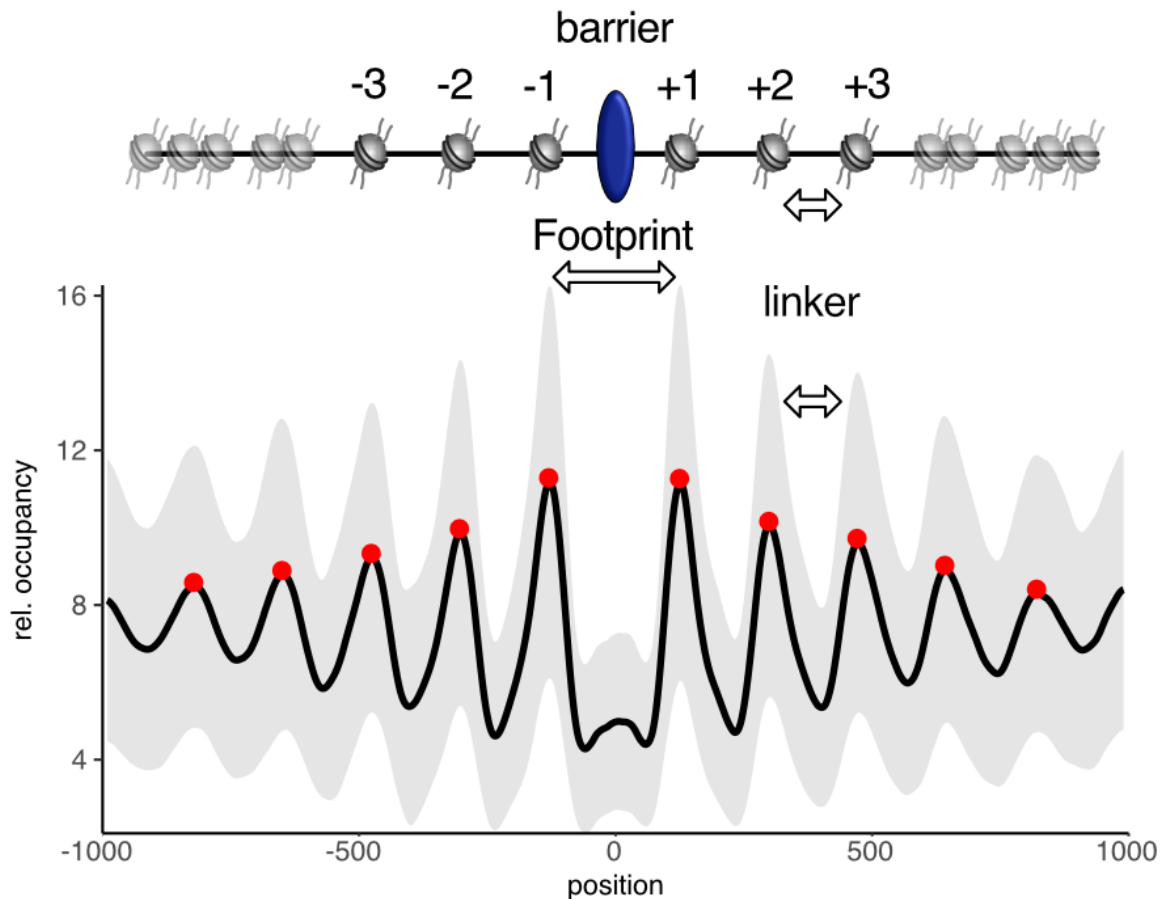 barrier
-3 -2 -1 +1 +2 +3
Footprint
linker
16
12
8
4
rel. occupancy
-1000 -500 0 500 1000
position